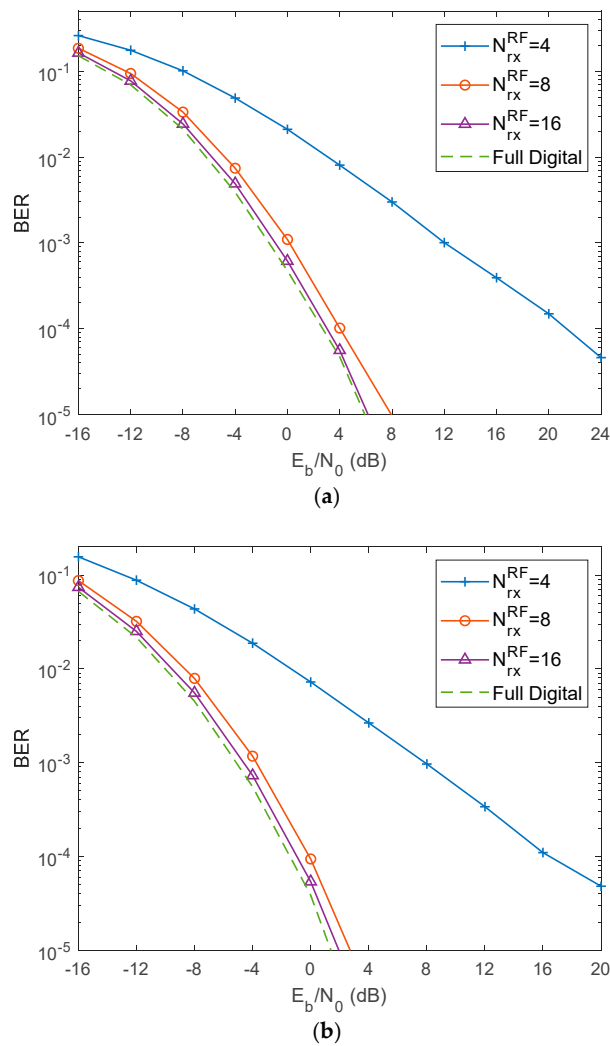 10^-1
10^-2
10^-3
10^-4
10^-5
BER
-16 -12 -8 -4 0 4 8 12 16 20 24
E_b/N_0 (dB)
N_rx^RF=4
N_rx^RF=8
N_rx^RF=16
Full Digital
(a)
10^-1
10^-2
10^-3
10^-4
10^-5
BER
-16 -12 -8 -4 0 4 8 12 16 20
E_b/N_0 (dB)
N_rx^RF=4
N_rx^RF=8
N_rx^RF=16
Full Digital
(b)